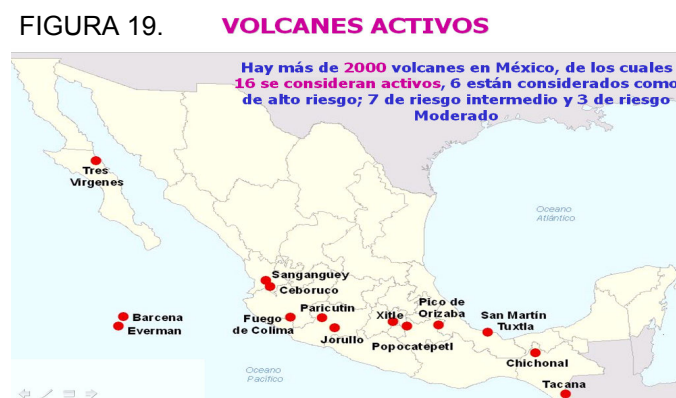 FIGURA 19. VOLCANES ACTIVOS
Hay más de 2000 volcanes en México, de los cuales
16 se consideran activos, 6 están considerados como
de alto riesgo; 7 de riesgo intermedio y 3 de riesgo
Moderado
Tres
Virgenes
Oceano
Atlántico
Sanganguey
Ceboruco
Barcena
Everman
Fuego
de Colima
Paricutin
Jorullo
Xitle
Popocatepetl
Pico de
Orizaba
San Martín
Tuxtla
Chichonal
Tacana
Oceano
Pacífico